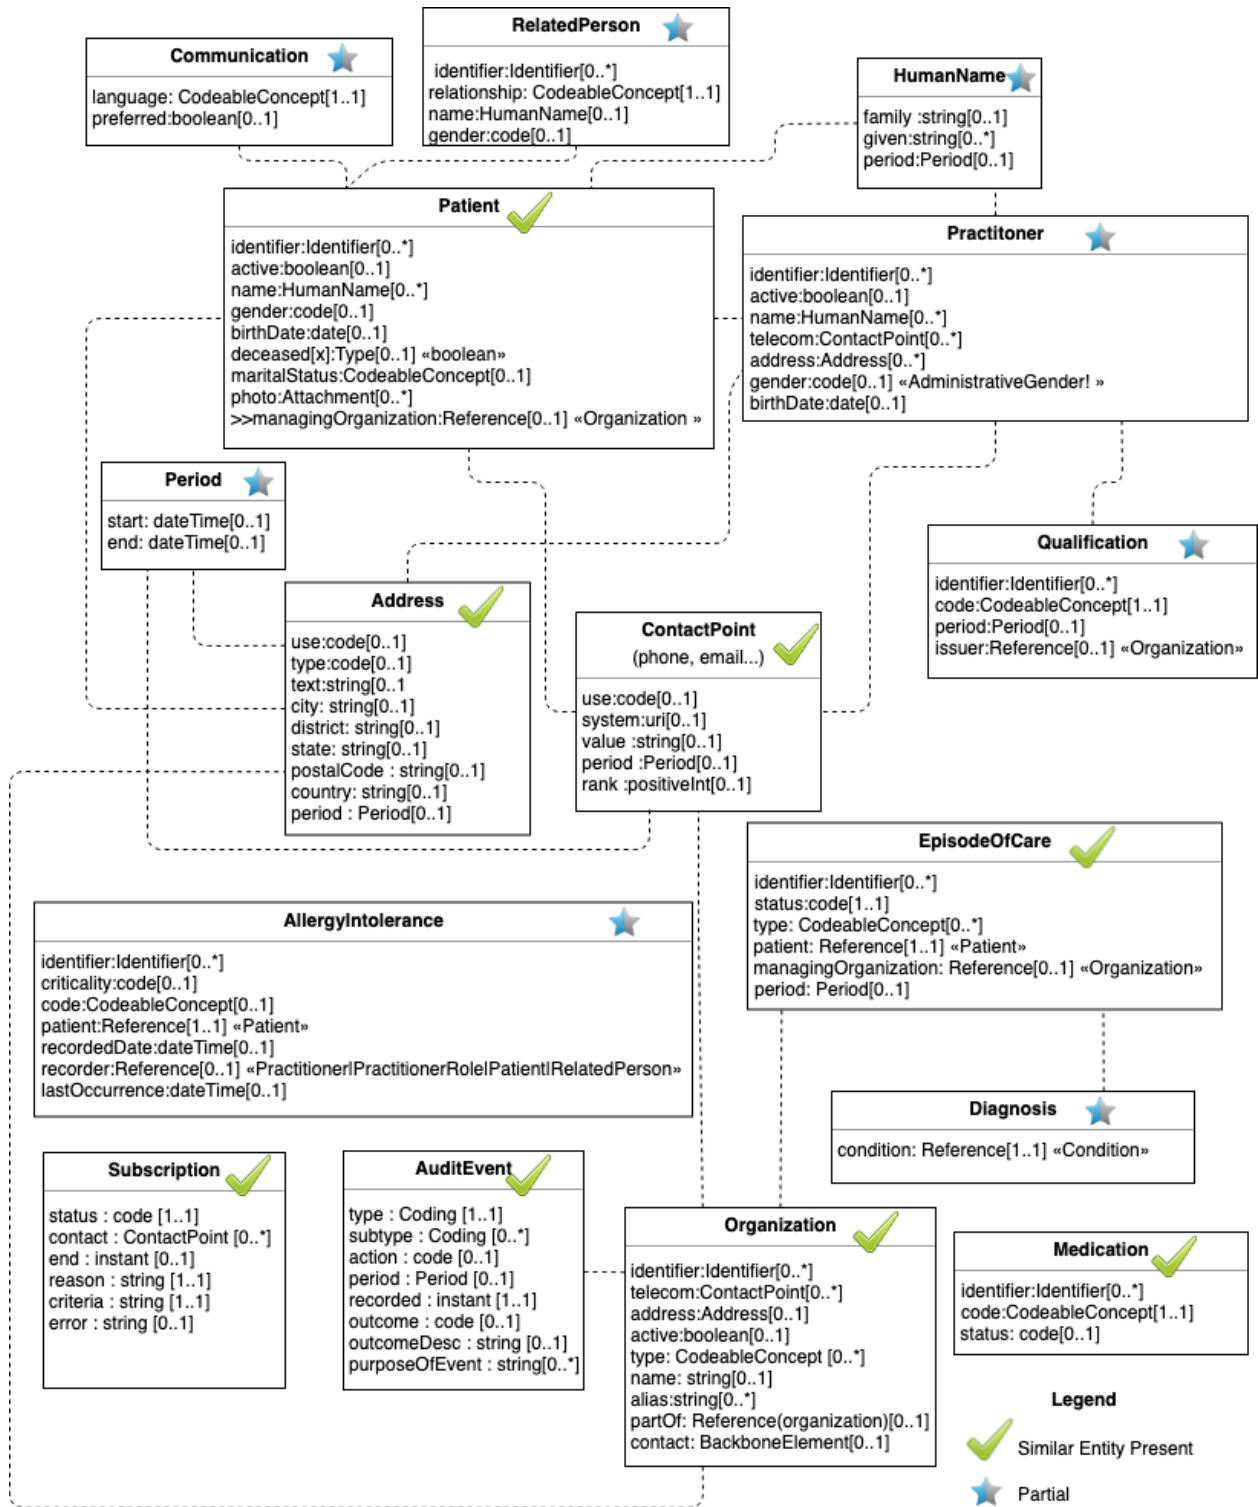 RelatedPerson
identifier:Identifier[0..*]
relationship: CodeableConcept[1..1]
name:HumanName[0..1]
gender:code[0..1]
Communication
language: CodeableConcept[1..1]
preferred:boolean[0..1]
HumanName
family :string[0..1]
given:string[0..*]
period:Period[0..1]
Patient
identifier:Identifier[0..*]
active:boolean[0..1]
name:HumanName[0..*]
gender:code[0..1]
birthDate:date[0..1]
deceased[x]:Type[0..1] «boolean»
maritalStatus:CodeableConcept[0..1]
photo:Attachment[0..*]
>>managingOrganization:Reference[0..1] «Organization »
Practitoner
identifier:Identifier[0..*]
active:boolean[0..1]
name:HumanName[0..*]
telecom:ContactPoint[0..*]
address:Address[0..*]
gender:code[0..1] «AdministrativeGender! »
birthDate:date[0..1]
Period
start: dateTime[0..1]
end: dateTime[0..1]
Qualification
identifier:Identifier[0..*]
code:CodeableConcept[1..1]
period:Period[0..1]
issuer:Reference[0..1] «Organization»
Address
use:code[0..1]
type:code[0..1]
text:string[0..1
city: string[0..1]
district: string[0..1]
state: string[0..1]
postalCode : string[0..1]
country: string[0..1]
period : Period[0..1]
ContactPoint
(phone, email...)
use:code[0..1]
system:uri[0..1]
value :string[0..1]
period :Period[0..1]
rank :positiveInt[0..1]
EpisodeOfCare
identifier:Identifier[0..*]
status:code[1..1]
type: CodeableConcept[0..*]
patient: Reference[1..1] «Patient»
managingOrganization: Reference[0..1] «Organization»
period: Period[0..1]
AllergyIntolerance
identifier:Identifier[0..*]
criticality:code[0..1]
code:CodeableConcept[0..1]
patient:Reference[1..1] «Patient»
recordedDate:dateTime[0..1]
recorder:Reference[0..1] «Practitioner|PractitionerRole|Patient|RelatedPerson»
lastOccurrence:dateTime[0..1]
Diagnosis
condition: Reference[1..1] «Condition»
Subscription
status : code [1..1]
contact : ContactPoint [0..*]
end : instant [0..1]
reason : string [1..1]
criteria : string [1..1]
error : string [0..1]
AuditEvent
type : Coding [1..1]
subtype : Coding [0..*]
action : code [0..1]
period : Period [0..1]
recorded : instant [1..1]
outcome : code [0..1]
outcomeDesc : string [0..1]
purposeOfEvent : string[0..*]
Organization
identifier:Identifier[0..*]
telecom:ContactPoint[0..*]
address:Address[0..1]
active:boolean[0..1]
type: CodeableConcept [0..*]
name: string[0..1]
alias:string[0..*]
partOf: Reference(organization)[0..1]
contact: BackboneElement[0..1]
Medication
identifier:Identifier[0..*]
code:CodeableConcept[1..1]
status: code[0..1]
Legend
Similar Entity Present
Partial